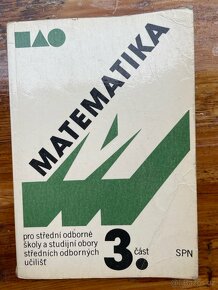 MATEMATIKA
pro střední odborné
školy a studijní obory
středních odborných
učilišť
3. část
SPN